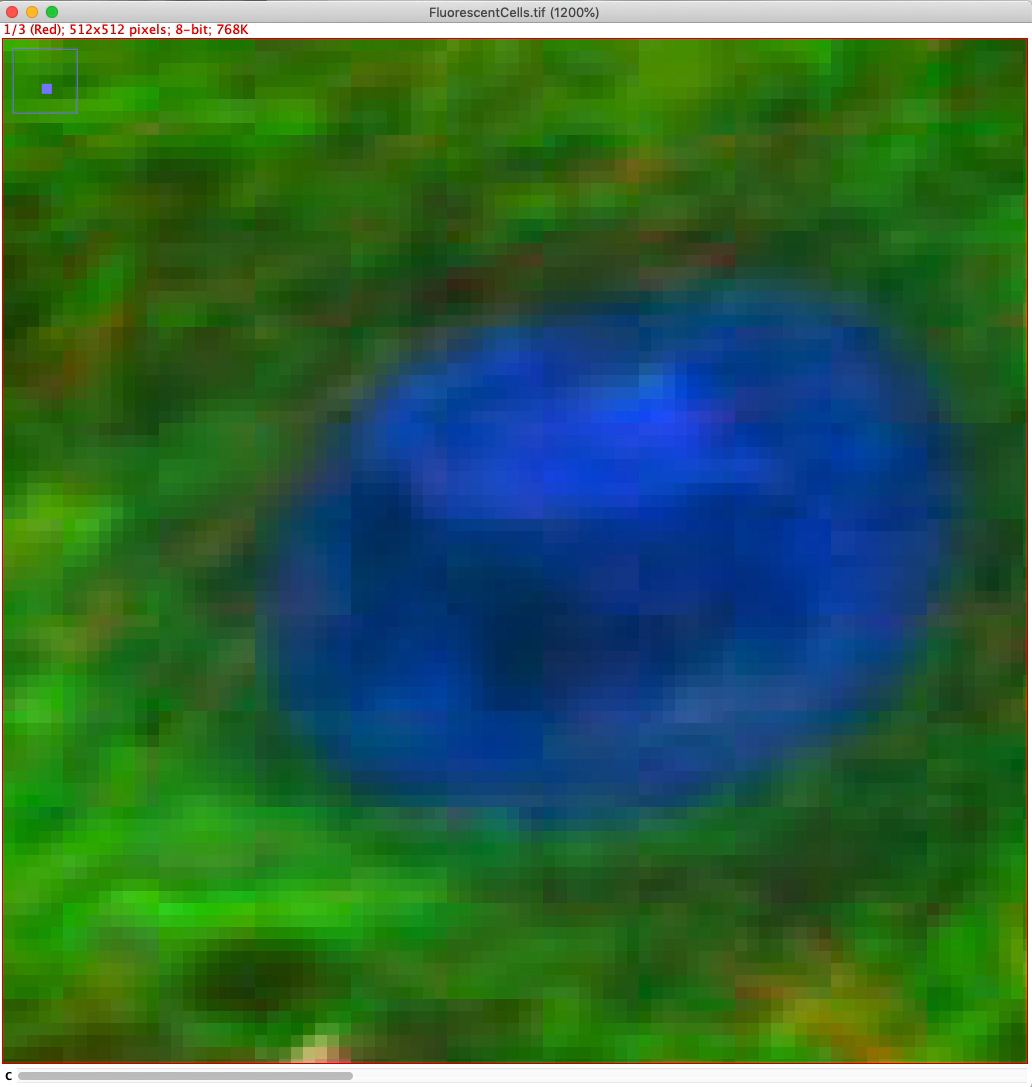 FluorescentCells.tif (1200%)
1/3 (Red); 512x512 pixels; 8-bit; 768K
C